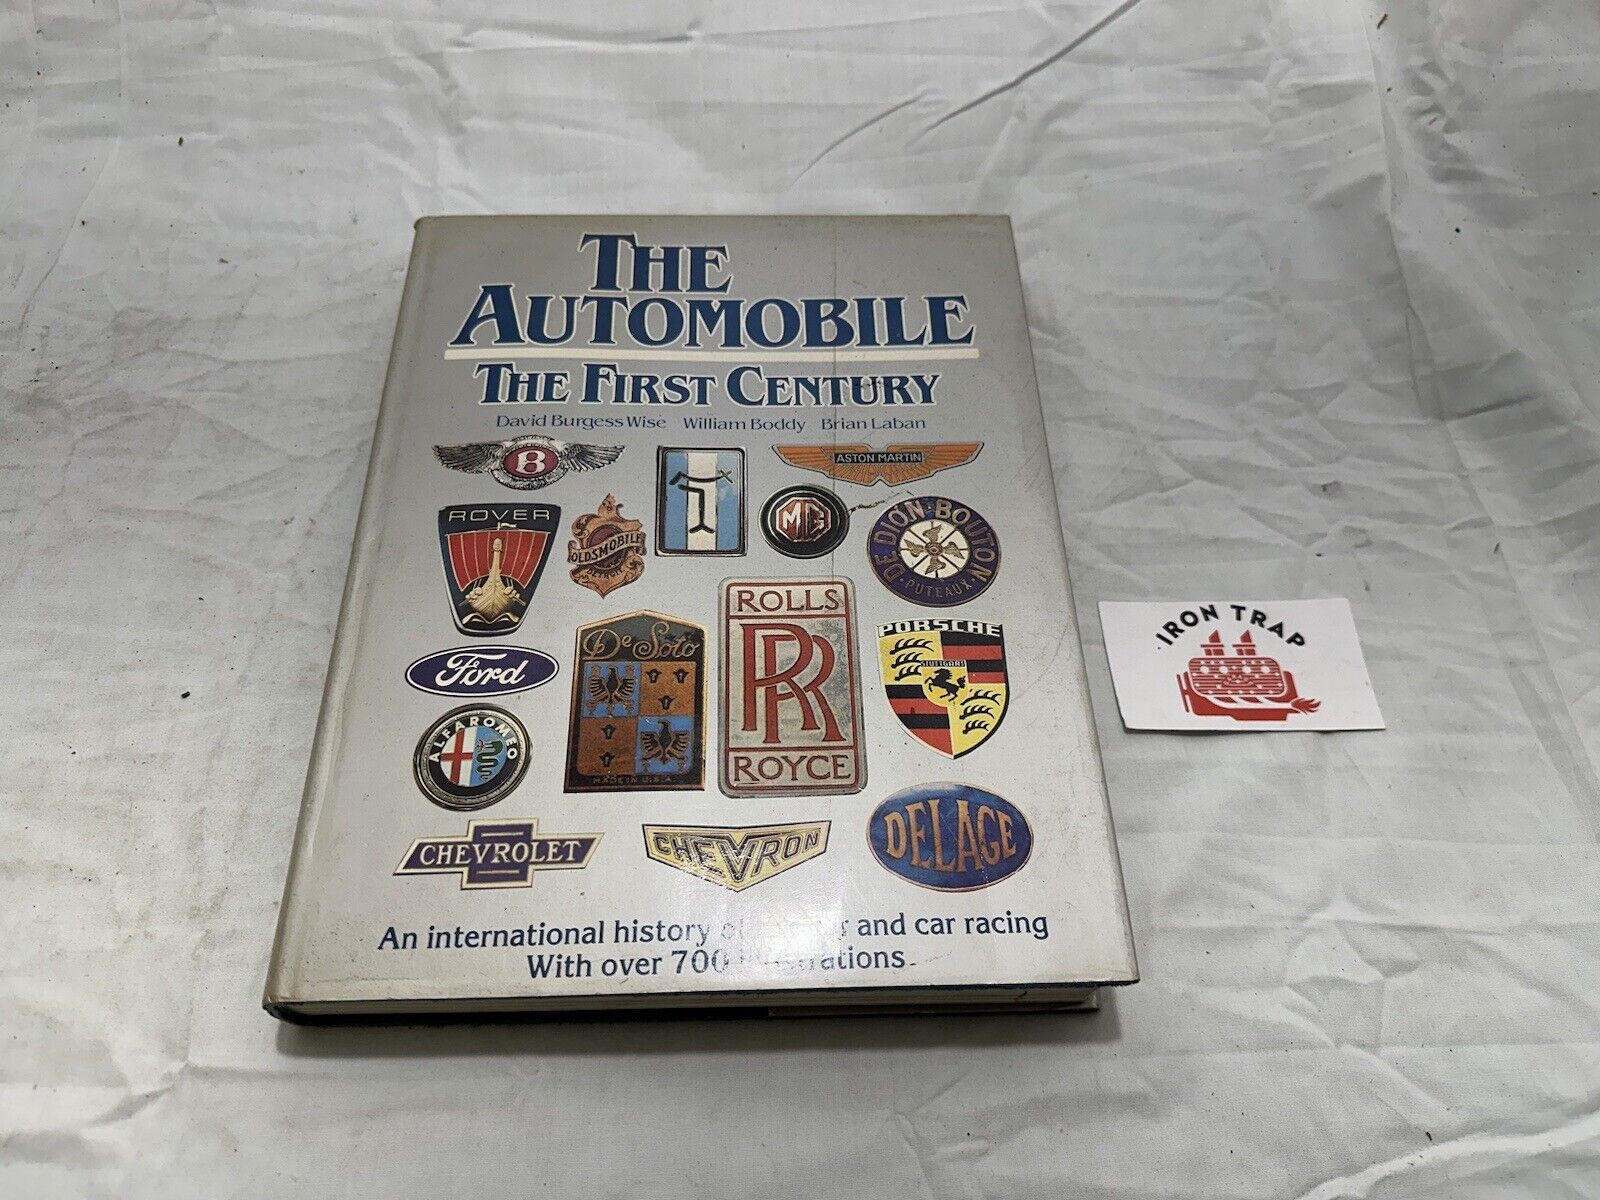 THE
AUTOMOBILE
THE FIRST CENTURY
David Burgess Wise William Boddy Brian Laban
B
ASTON MARTIN
ROVER
OLDSMOBILE
DETROIT
MG
DE DION-BOUTON
PUTEAUX
De Soto
MADE IN U.S.A.
ROLLS
RR
ROYCE
PORSCHE
STUTTGART
Ford
ALFA ROMEO
CHEVROLET
CHEVRON
DELAGE
An international history of and car racing
With over 700
IRON TRAP